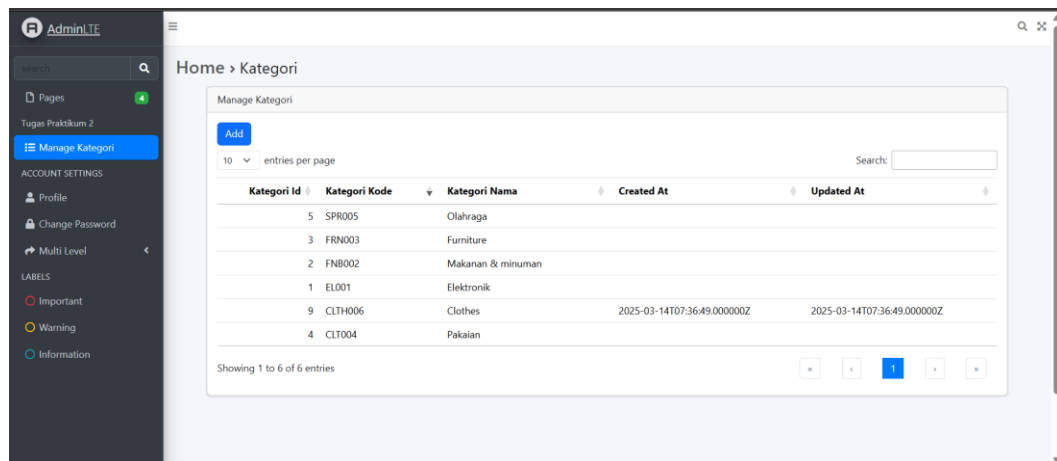 AdminLTE
search
Pages 4
Tugas Praktikum 2
Manage Kategori
ACCOUNT SETTINGS
Profile
Change Password
Multi Level
LABELS
Important
Warning
Information
Home › Kategori
Manage Kategori
Add
10 entries per page Search:
Kategori Id Kategori Kode Kategori Nama Created At Updated At
5 SPR005 Olahraga
3 FRN003 Furniture
2 FNB002 Makanan & minuman
1 EL001 Elektronik
9 CLTH006 Clothes 2025-03-14T07:36:49.000000Z 2025-03-14T07:36:49.000000Z
4 CLT004 Pakaian
Showing 1 to 6 of 6 entries « ‹ 1 › »